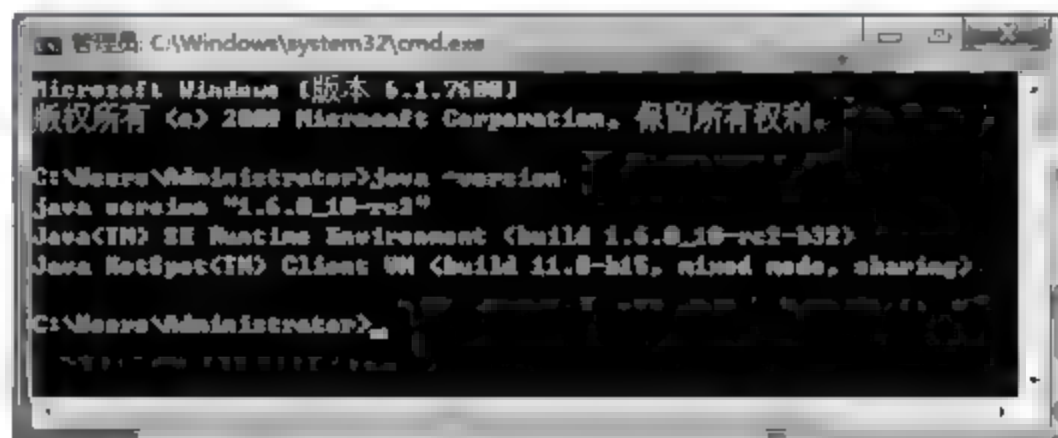 管理员: C:\Windows\system32\cmd.exe
Microsoft Windows [版本 6.1.7600]
版权所有 (c) 2009 Microsoft Corporation。保留所有权利。
C:\Users\Administrator>java -version
java version "1.6.0_10-rc2"
Java(TM) SE Runtime Environment (build 1.6.0_10-rc2-b32)
Java HotSpot(TM) Client VM (build 11.0-b15, mixed mode, sharing)
C:\Users\Administrator>_